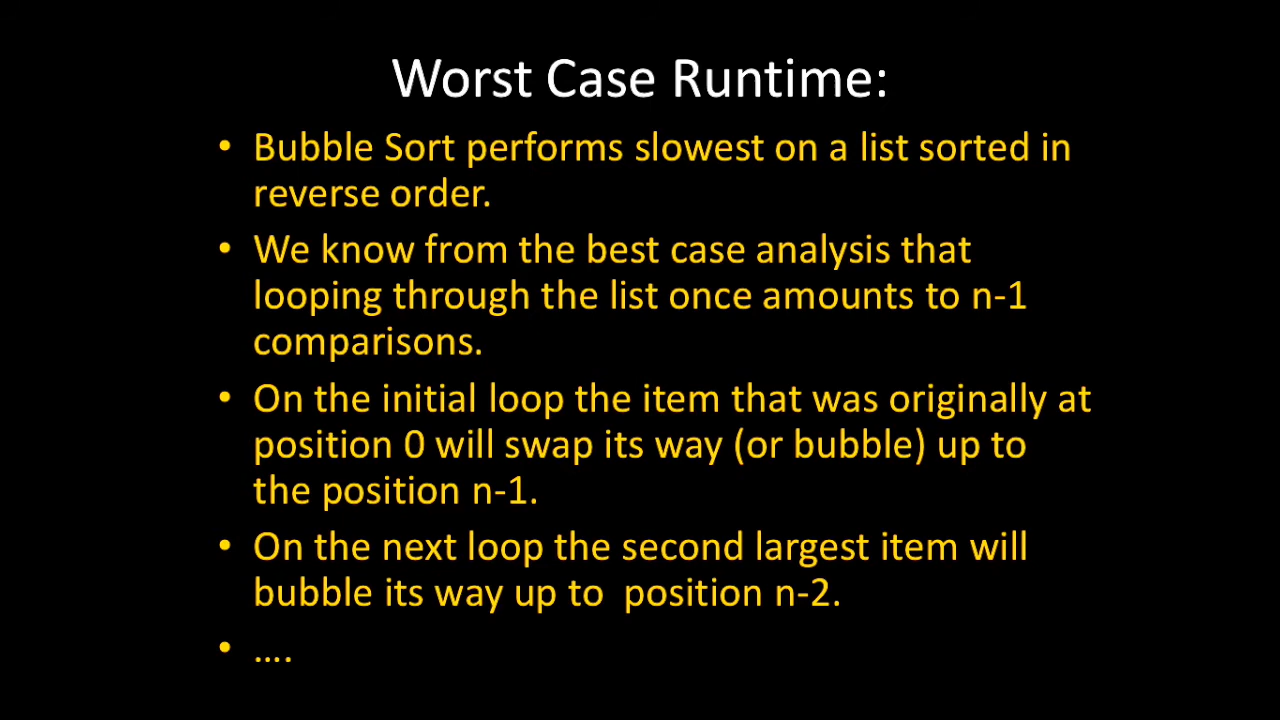 Worst Case Runtime:
• Bubble Sort performs slowest on a list sorted in
reverse order.
• We know from the best case analysis that
looping through the list once amounts to n-1
comparisons.
• On the initial loop the item that was originally at
position 0 will swap its way (or bubble) up to
the position n-1.
• On the next loop the second largest item will
bubble its way up to  position n-2.
• ….